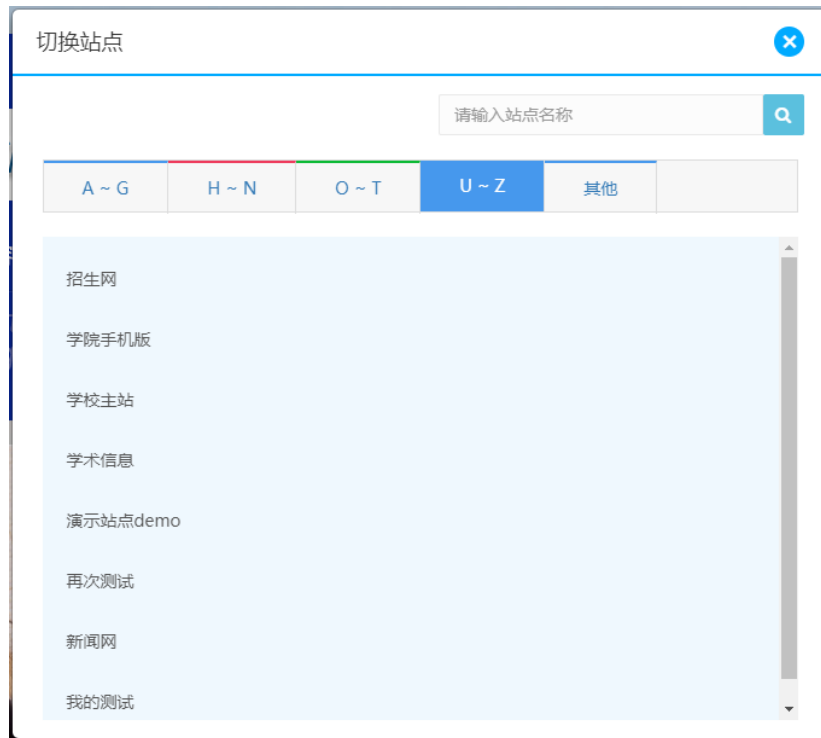 切换站点
请输入站点名称
A ~ G H ~ N O ~ T U ~ Z 其他
招生网
学院手机版
学校主站
学术信息
演示站点demo
再次测试
新闻网
我的测试